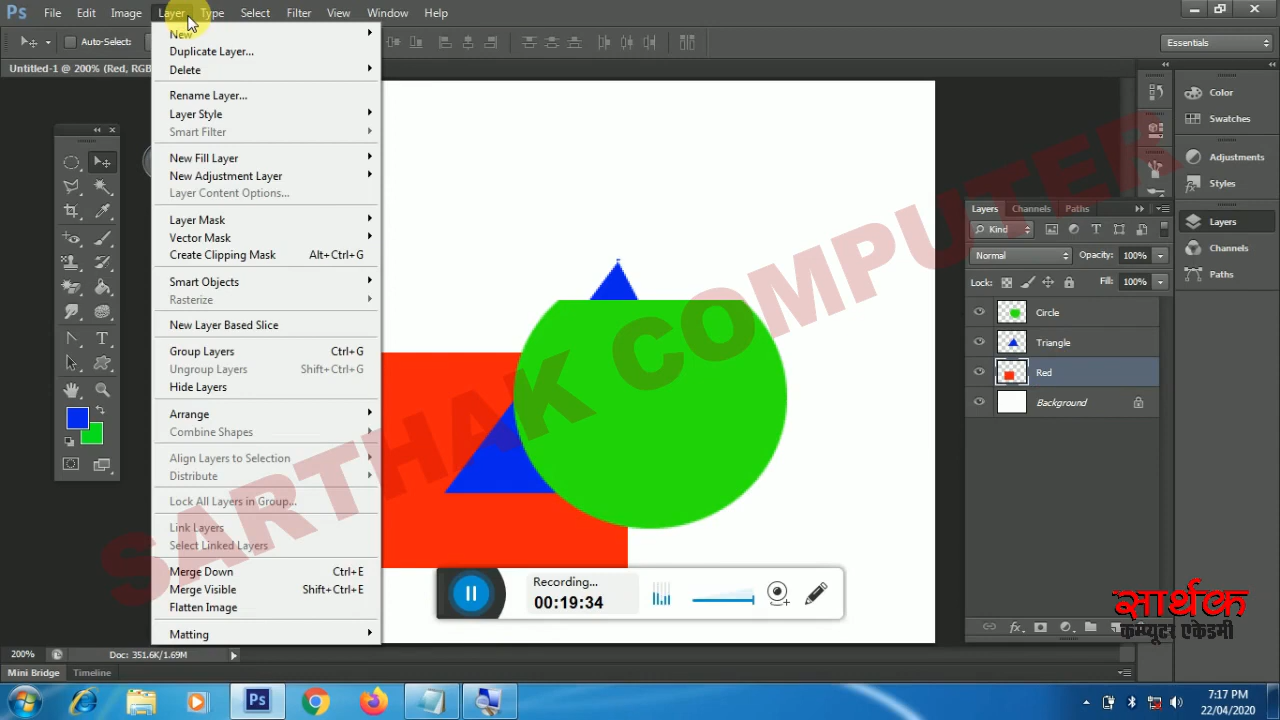 Ps File Edit Image Layer Type Select Filter View Window Help
Auto-Select:
Essentials
Untitled-1 @ 200% (Red, RGB
New
Duplicate Layer...
Delete
Rename Layer...
Layer Style
Smart Filter
New Fill Layer
New Adjustment Layer
Layer Content Options...
Layer Mask
Vector Mask
Create Clipping Mask Alt+Ctrl+G
Smart Objects
Rasterize
New Layer Based Slice
Group Layers Ctrl+G
Ungroup Layers Shift+Ctrl+G
Hide Layers
Arrange
Combine Shapes
Align Layers to Selection
Distribute
Lock All Layers in Group...
Link Layers
Select Linked Layers
Merge Down Ctrl+E
Merge Visible Shift+Ctrl+E
Flatten Image
Matting
SARTHAK COMPUTER
Color
Swatches
Adjustments
Styles
Layers
Channels
Paths
Layers Channels Paths
Kind
Normal Opacity: 100%
Lock: Fill: 100%
Circle
Triangle
Red
Background
Recording...
00:19:34
सार्थक
कम्प्यूटर एकेडमी
200% Doc: 351.6K/1.69M
Mini Bridge Timeline
Ps
7:17 PM
22/04/2020